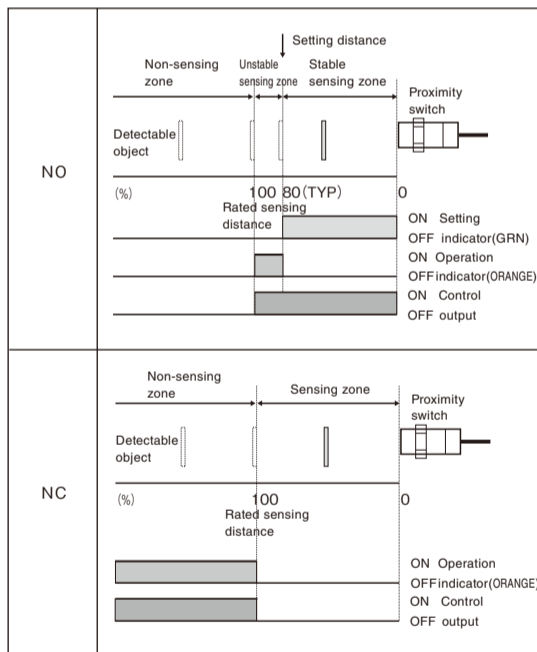 NO
Setting distance
Non-sensing zone
Unstable sensing zone
Stable sensing zone
Proximity switch
Detectable object
(%)
100 80(TYP) 0
Rated sensing distance
ON Setting
OFF indicator(GRN)
ON Operation
OFF indicator(ORANGE)
ON Control
OFF output
NC
Non-sensing zone
Sensing zone
Proximity switch
Detectable object
(%)
100 0
Rated sensing distance
ON Operation
OFF indicator(ORANGE)
ON Control
OFF output